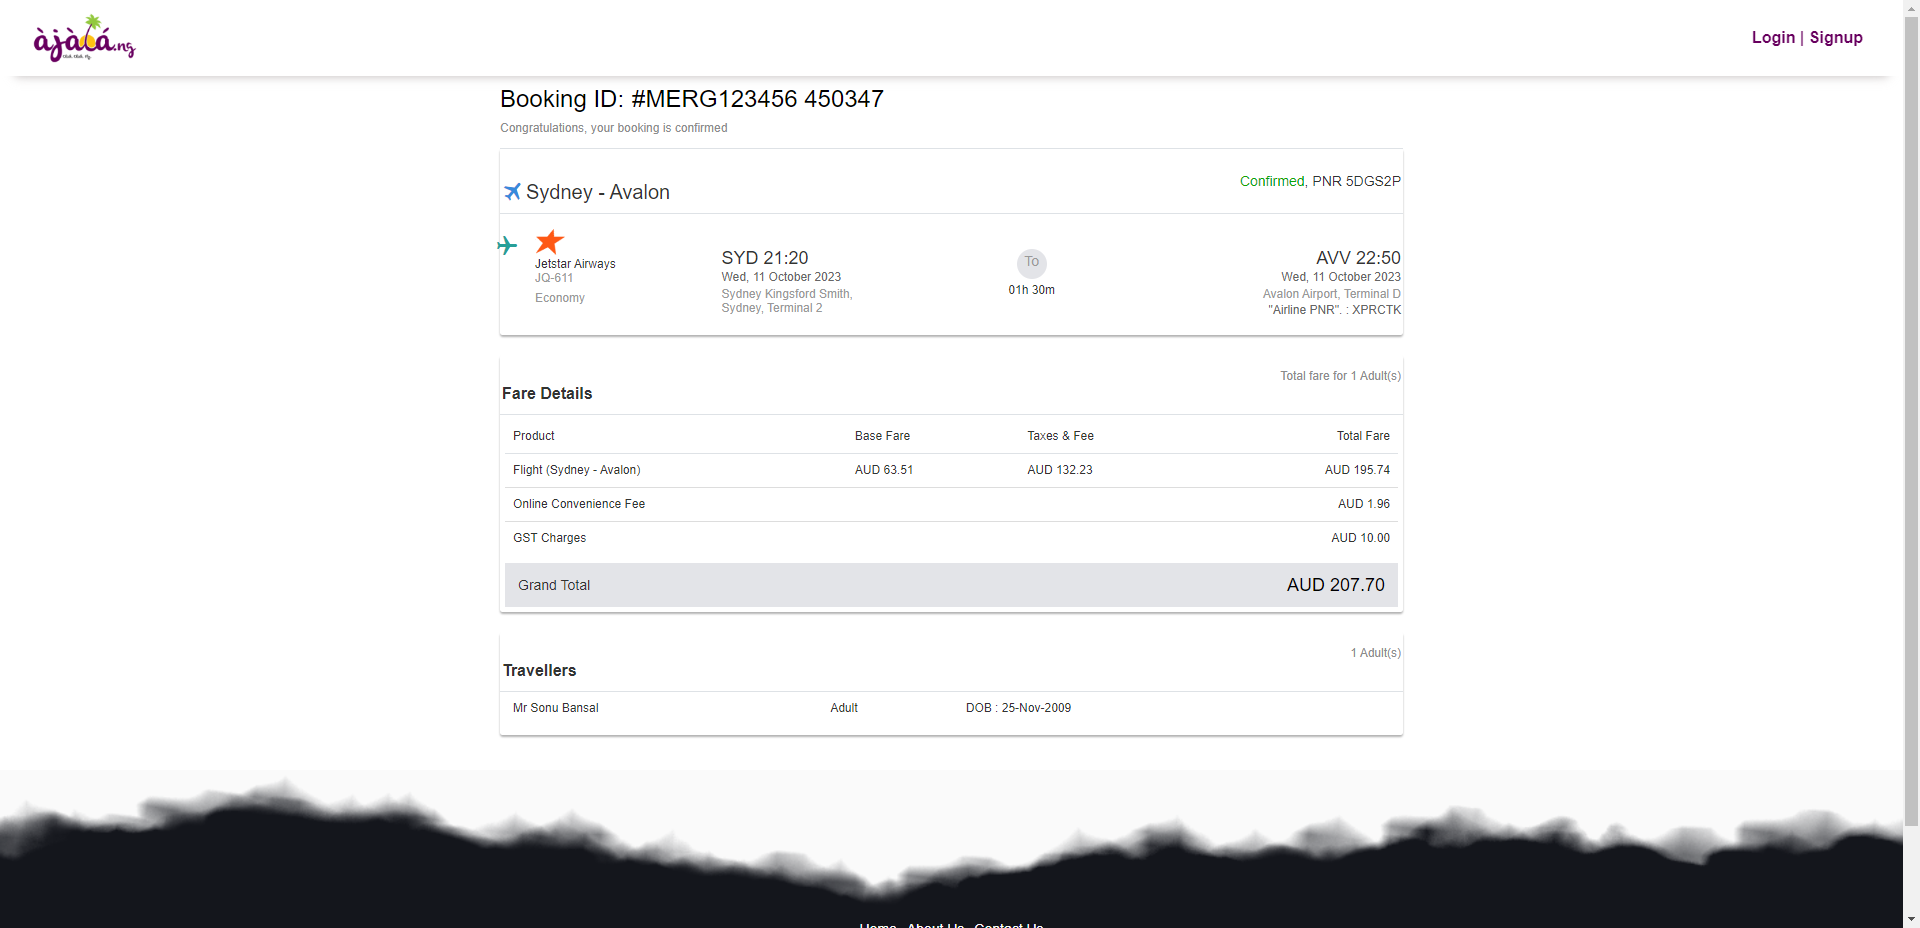 àjàlá.ng
Login | Signup
Booking ID: #MERG123456 450347
Congratulations, your booking is confirmed
Sydney - Avalon
Confirmed, PNR 5DGS2P
Jetstar Airways
JQ-611
Economy
SYD 21:20
Wed, 11 October 2023
Sydney Kingsford Smith,
Sydney, Terminal 2
To
01h 30m
AVV 22:50
Wed, 11 October 2023
Avalon Airport, Terminal D
"Airline PNR". : XPRCTK
Total fare for 1 Adult(s)
Fare Details
Product Base Fare Taxes & Fee Total Fare
Flight (Sydney - Avalon) AUD 63.51 AUD 132.23 AUD 195.74
Online Convenience Fee AUD 1.96
GST Charges AUD 10.00
Grand Total AUD 207.70
1 Adult(s)
Travellers
Mr Sonu Bansal Adult DOB : 25-Nov-2009
Home About Us Contact Us